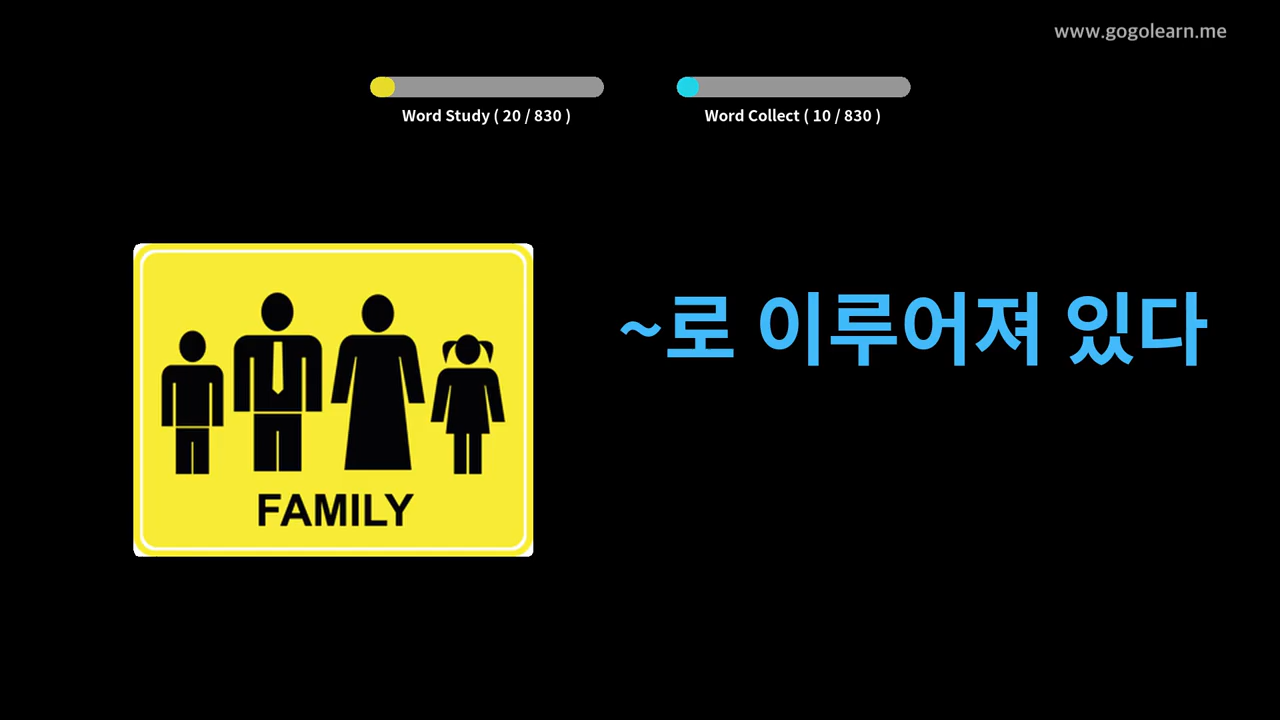 www.gogolearn.me
Word Study ( 20 / 830 )
Word Collect ( 10 / 830 )
~로 이루어져 있다
FAMILY